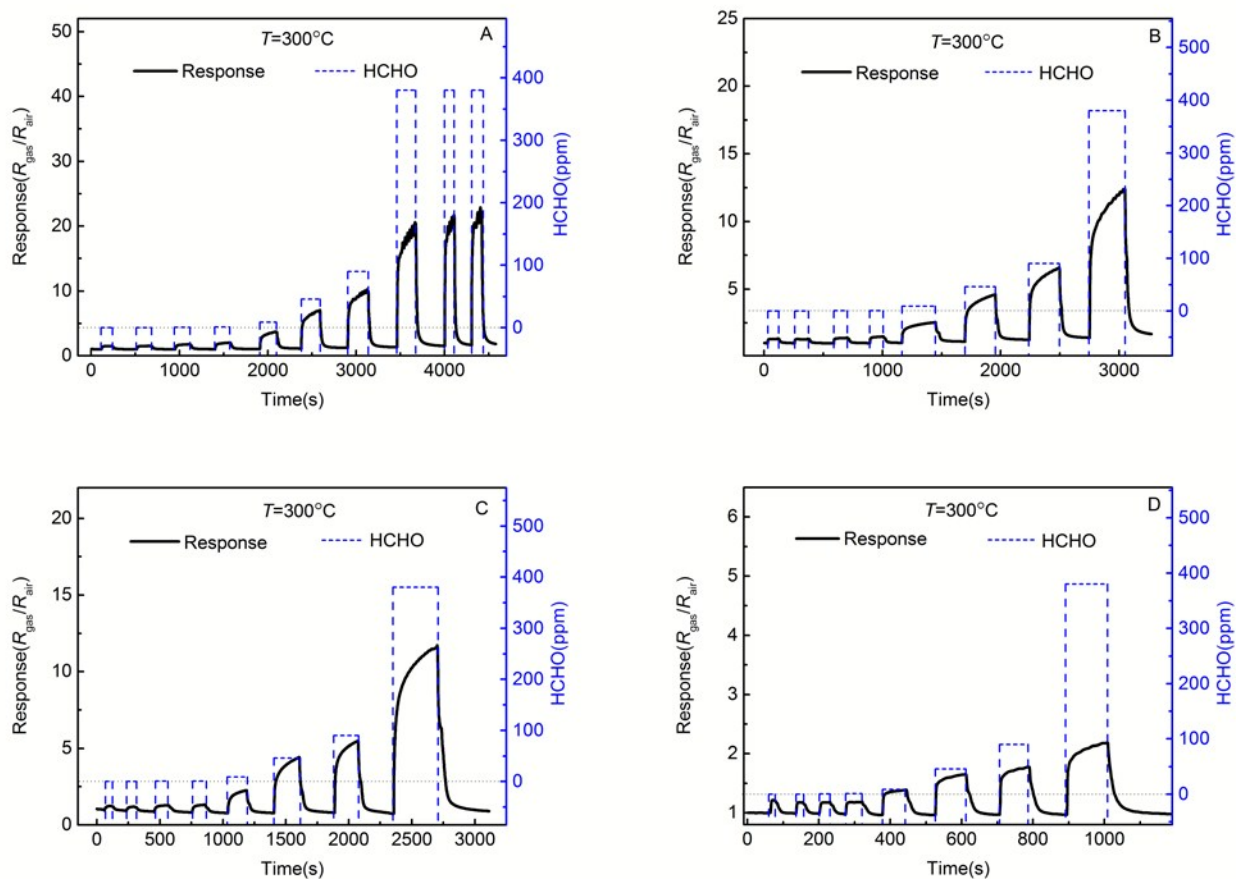 A
T=300°C
Response
HCHO
50
40
30
20
10
0
Response(Rgas/Rair)
400
300
200
100
0
HCHO(ppm)
0 1000 2000 3000 4000
Time(s)
B
T=300°C
Response
HCHO
25
20
15
10
5
Response(Rgas/Rair)
500
400
300
200
100
0
HCHO(ppm)
0 1000 2000 3000
Time(s)
C
T=300°C
Response
HCHO
20
15
10
5
0
Response(Rgas/Rair)
500
400
300
200
100
0
HCHO(ppm)
0 500 1000 1500 2000 2500 3000
Time(s)
D
T=300°C
Response
HCHO
6
5
4
3
2
1
Response(Rgas/Rair)
500
400
300
200
100
0
HCHO(ppm)
0 200 400 600 800 1000
Time(s)